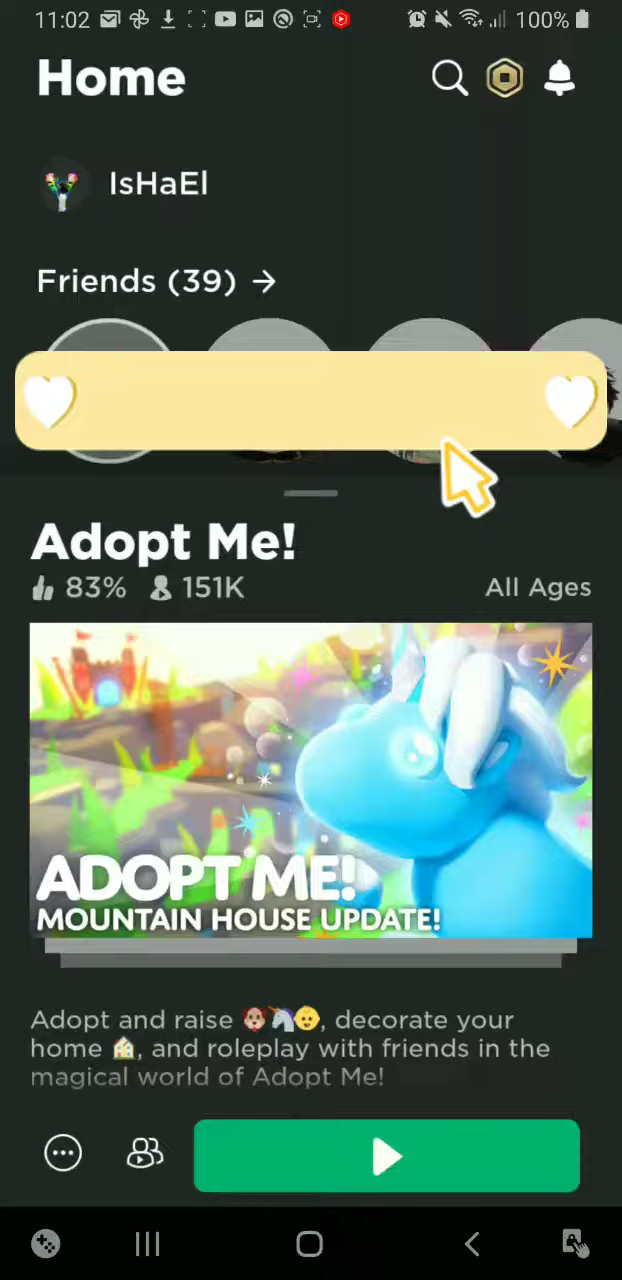 11:02
100%
Home
IsHaEl
Friends (39) →
Adopt Me!
83% 151K All Ages
ADOPT ME!
MOUNTAIN HOUSE UPDATE!
Adopt and raise 🐶🦄👶, decorate your
home 🏠, and roleplay with friends in the
magical world of Adopt Me!